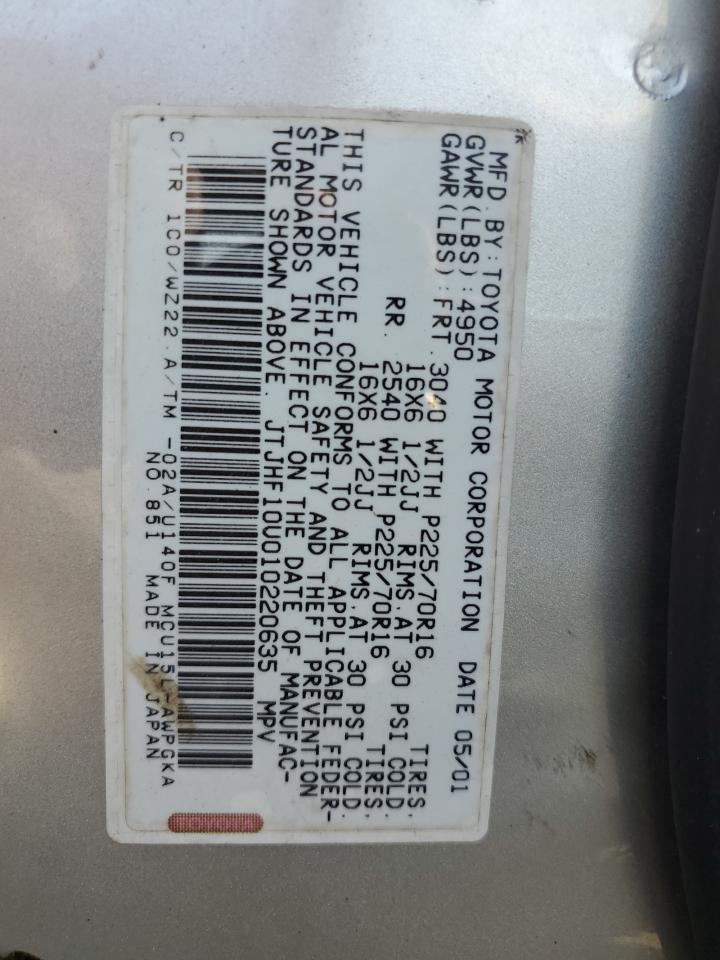 MFD.BY:TOYOTA MOTOR CORPORATION DATE 05/01
GVWR(LBS):4950
GAWR(LBS):FRT.3040 WITH P225/70R16 TIRES,
16X6 1/2JJ RIMS.AT 30 PSI COLD.
RR. 2540 WITH P225/70R16 TIRES,
16X6 1/2JJ RIMS.AT 30 PSI COLD.
THIS VEHICLE CONFORMS TO ALL APPLICABLE FEDER-
AL MOTOR VEHICLE SAFETY AND THEFT PREVENTION
STANDARDS IN EFFECT ON THE DATE OF MANUFAC-
TURE SHOWN ABOVE. JTJHF10U010220635 MPV
C/TR 1C0/WZ22.A/TM -02A/U140F MCU15L-AWPGKA
NO.851 MADE IN JAPAN